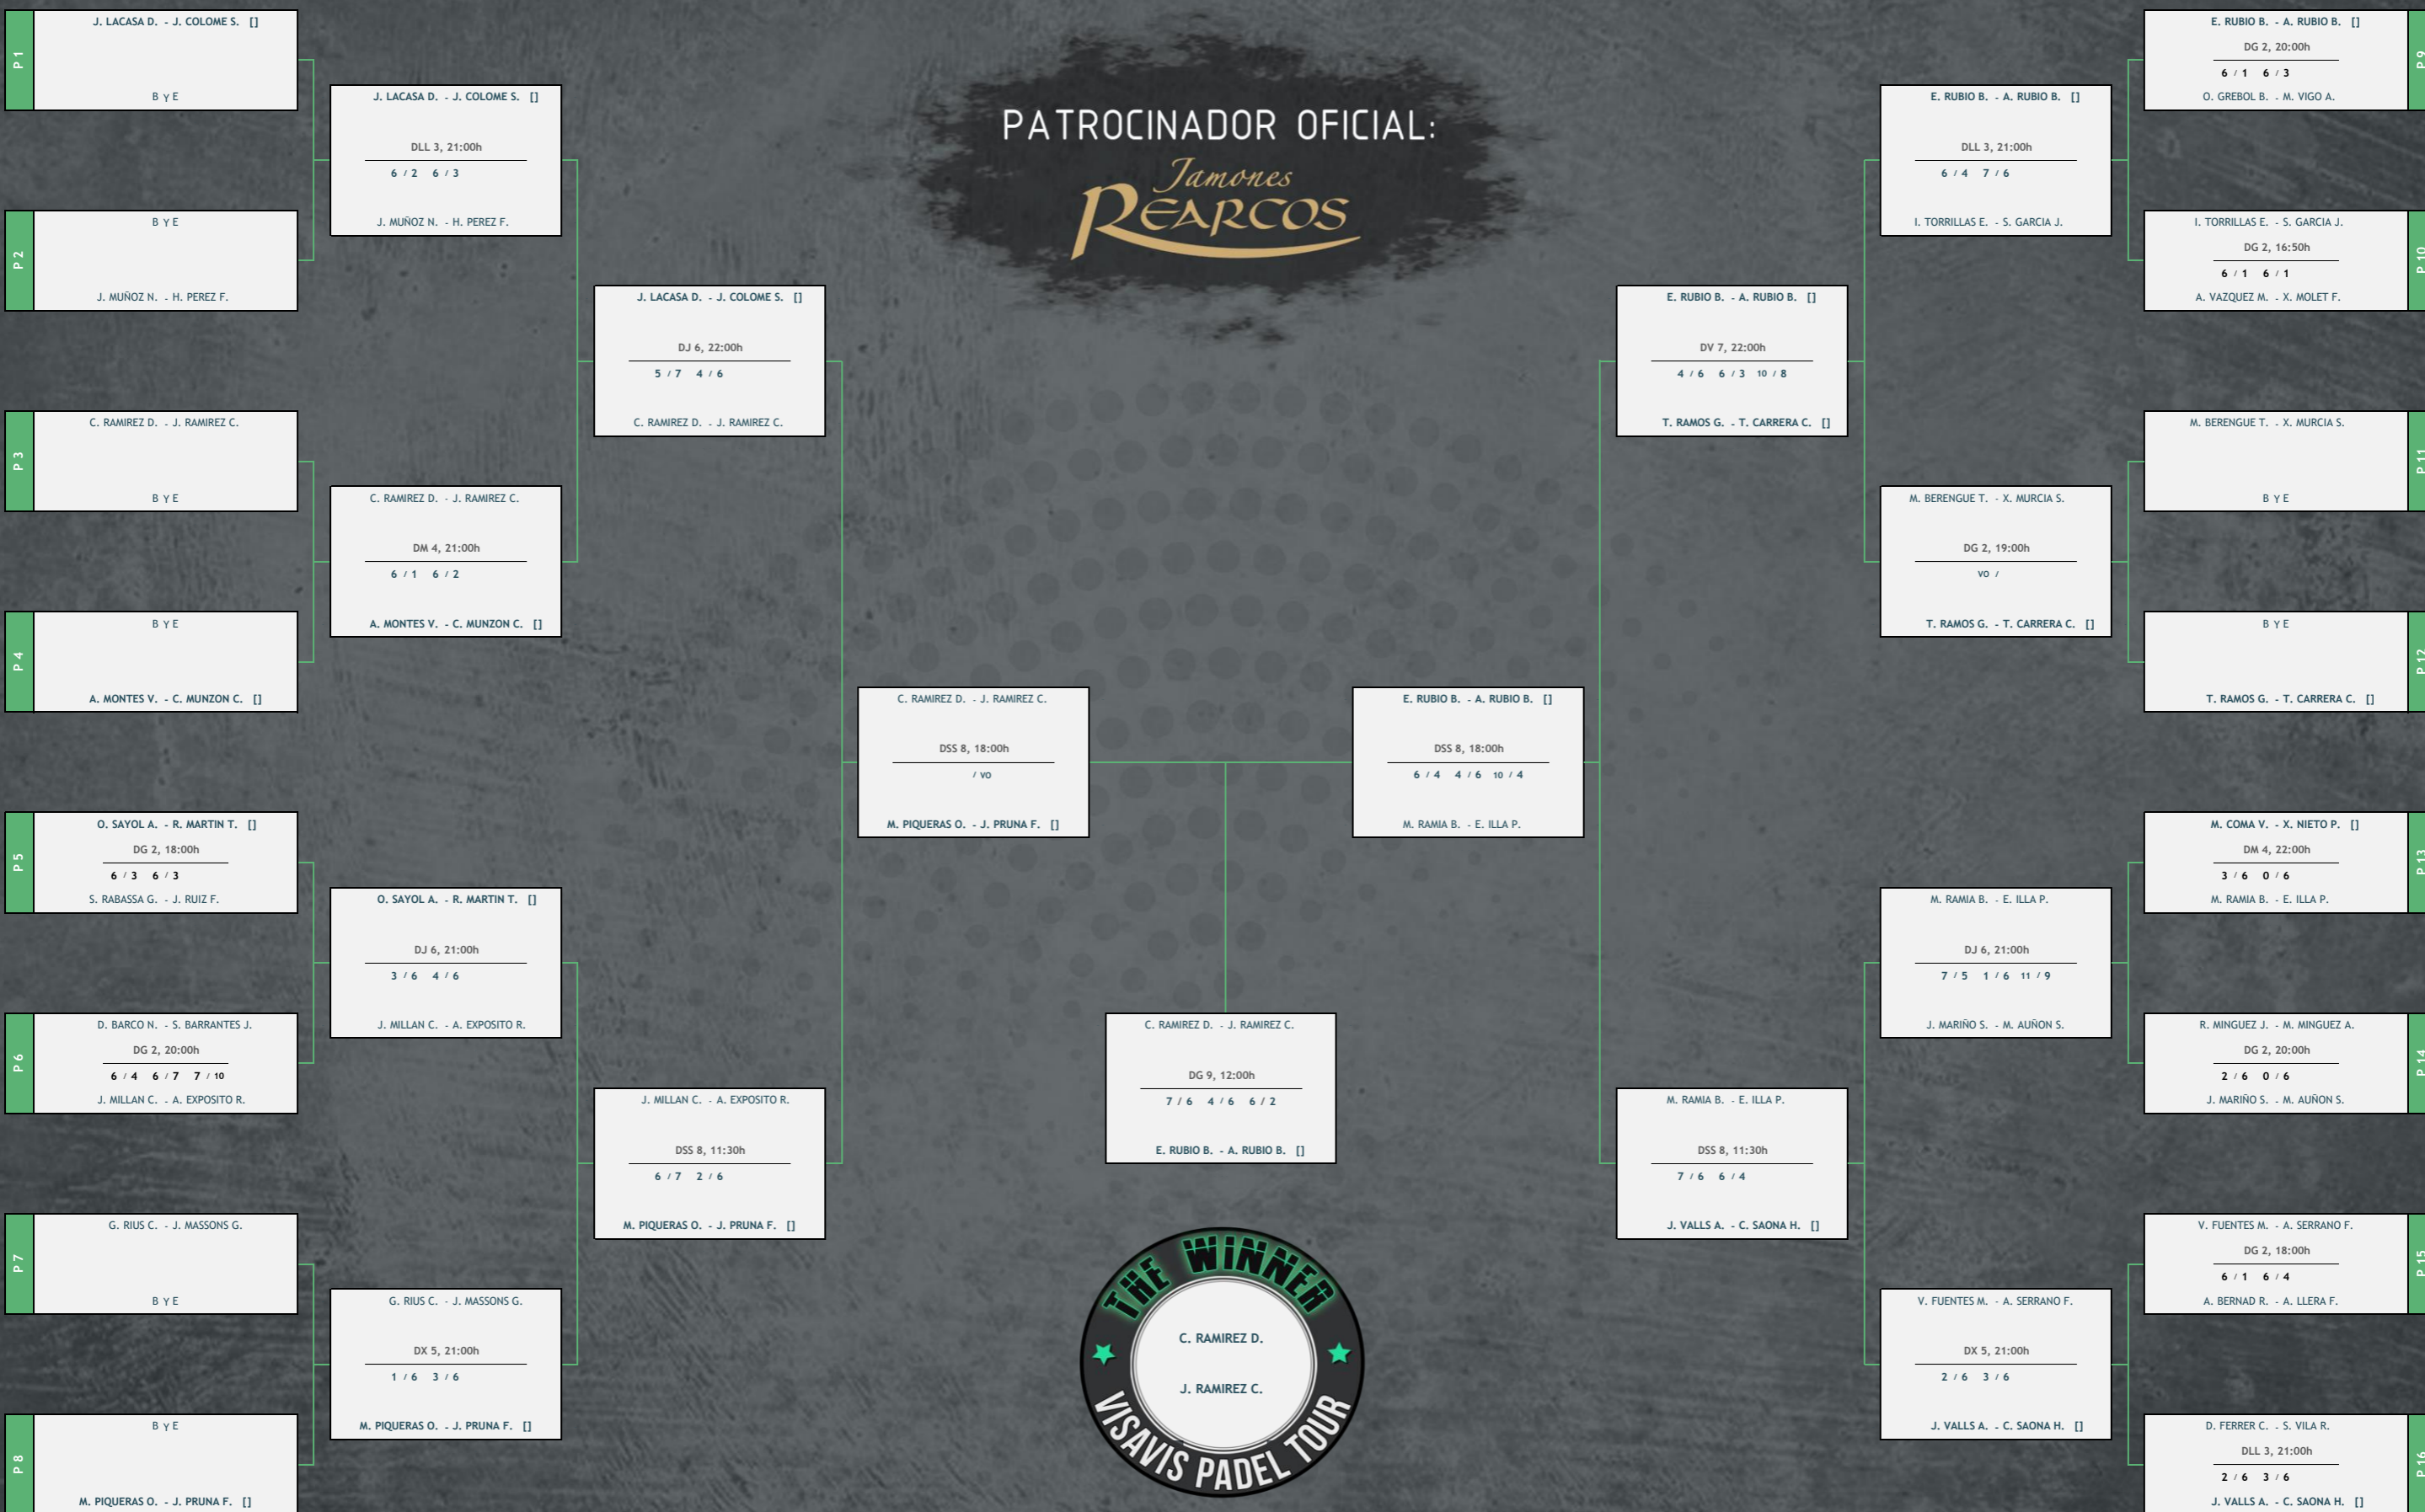 P 1
J. LACASA D. - J. COLOME S. []
B Y E
P 2
B Y E
J. MUÑOZ N. - H. PEREZ F.
P 3
C. RAMIREZ D. - J. RAMIREZ C.
B Y E
P 4
B Y E
A. MONTES V. - C. MUNZON C. []
P 5
O. SAYOL A. - R. MARTIN T. []
DG 2, 18:00h
6 / 3 6 / 3
S. RABASSA G. - J. RUIZ F.
P 6
D. BARCO N. - S. BARRANTES J.
DG 2, 20:00h
6 / 4 6 / 7 7 / 10
J. MILLAN C. - A. EXPOSITO R.
P 7
G. RIUS C. - J. MASSONS G.
B Y E
P 8
B Y E
M. PIQUERAS O. - J. PRUNA F. []
J. LACASA D. - J. COLOME S. []
DLL 3, 21:00h
6 / 2 6 / 3
J. MUÑOZ N. - H. PEREZ F.
C. RAMIREZ D. - J. RAMIREZ C.
DM 4, 21:00h
6 / 1 6 / 2
A. MONTES V. - C. MUNZON C. []
O. SAYOL A. - R. MARTIN T. []
DJ 6, 21:00h
3 / 6 4 / 6
J. MILLAN C. - A. EXPOSITO R.
G. RIUS C. - J. MASSONS G.
DX 5, 21:00h
1 / 6 3 / 6
M. PIQUERAS O. - J. PRUNA F. []
J. LACASA D. - J. COLOME S. []
DJ 6, 22:00h
5 / 7 4 / 6
C. RAMIREZ D. - J. RAMIREZ C.
J. MILLAN C. - A. EXPOSITO R.
DSS 8, 11:30h
6 / 7 2 / 6
M. PIQUERAS O. - J. PRUNA F. []
C. RAMIREZ D. - J. RAMIREZ C.
DSS 8, 18:00h
/ VO
M. PIQUERAS O. - J. PRUNA F. []
PATROCINADOR OFICIAL:
Jamones
REARCOS
C. RAMIREZ D. - J. RAMIREZ C.
DG 9, 12:00h
7 / 6 4 / 6 6 / 2
E. RUBIO B. - A. RUBIO B. []
THE WINNER
C. RAMIREZ D.
J. RAMIREZ C.
VISAVIS PADEL TOUR
E. RUBIO B. - A. RUBIO B. []
DSS 8, 18:00h
6 / 4 4 / 6 10 / 4
M. RAMIA B. - E. ILLA P.
E. RUBIO B. - A. RUBIO B. []
DV 7, 22:00h
4 / 6 6 / 3 10 / 8
T. RAMOS G. - T. CARRERA C. []
M. RAMIA B. - E. ILLA P.
DSS 8, 11:30h
7 / 6 6 / 4
J. VALLS A. - C. SAONA H. []
E. RUBIO B. - A. RUBIO B. []
DLL 3, 21:00h
6 / 4 7 / 6
I. TORRILLAS E. - S. GARCIA J.
M. BERENGUE T. - X. MURCIA S.
DG 2, 19:00h
VO /
T. RAMOS G. - T. CARRERA C. []
M. RAMIA B. - E. ILLA P.
DJ 6, 21:00h
7 / 5 1 / 6 11 / 9
J. MARIÑO S. - M. AUÑON S.
V. FUENTES M. - A. SERRANO F.
DX 5, 21:00h
2 / 6 3 / 6
J. VALLS A. - C. SAONA H. []
E. RUBIO B. - A. RUBIO B. []
DG 2, 20:00h
6 / 1 6 / 3
O. GREBOL B. - M. VIGO A.
P 9
I. TORRILLAS E. - S. GARCIA J.
DG 2, 16:50h
6 / 1 6 / 1
A. VAZQUEZ M. - X. MOLET F.
P 10
M. BERENGUE T. - X. MURCIA S.
B Y E
P 11
B Y E
T. RAMOS G. - T. CARRERA C. []
P 12
M. COMA V. - X. NIETO P. []
DM 4, 22:00h
3 / 6 0 / 6
M. RAMIA B. - E. ILLA P.
P 13
R. MINGUEZ J. - M. MINGUEZ A.
DG 2, 20:00h
2 / 6 0 / 6
J. MARIÑO S. - M. AUÑON S.
P 14
V. FUENTES M. - A. SERRANO F.
DG 2, 18:00h
6 / 1 6 / 4
A. BERNAD R. - A. LLERA F.
P 15
D. FERRER C. - S. VILA R.
DLL 3, 21:00h
2 / 6 3 / 6
J. VALLS A. - C. SAONA H. []
P 16